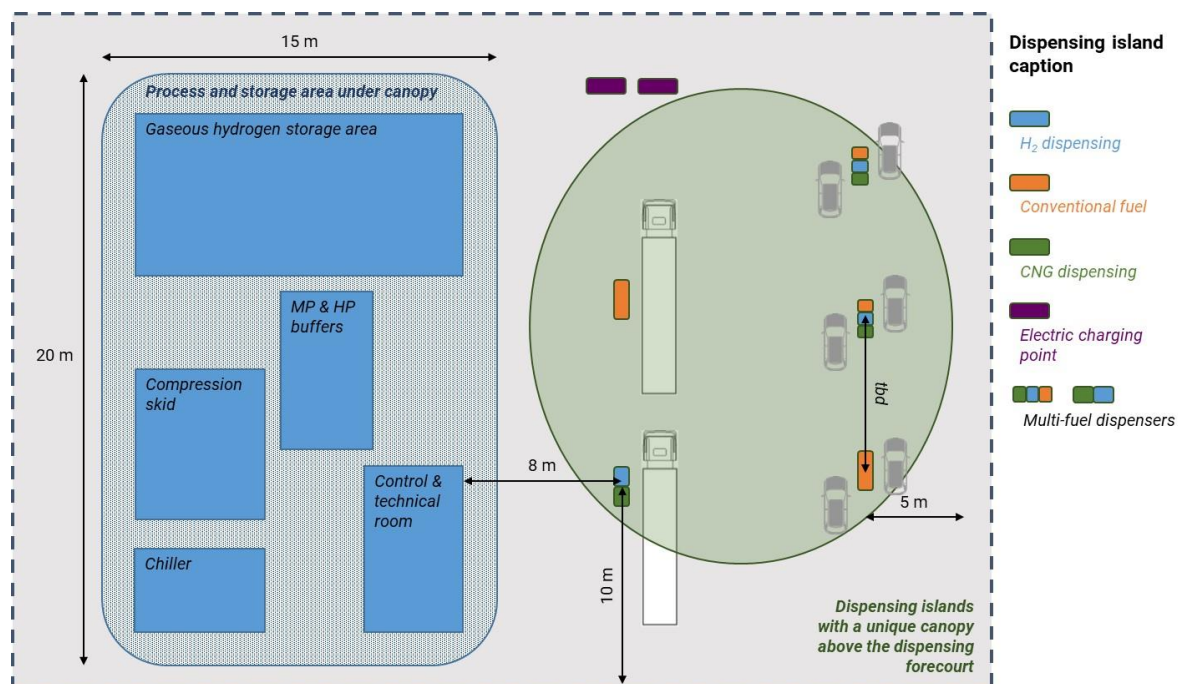 15 m
Process and storage area under canopy
Gaseous hydrogen storage area
MP & HP
buffers
20 m
Compression
skid
Control &
technical
room
Chiller
8 m
10 m
tbd
5 m
Dispensing islands
with a unique canopy
above the dispensing
forecourt
Dispensing island
caption
H₂ dispensing
Conventional fuel
CNG dispensing
Electric charging
point
Multi-fuel dispensers